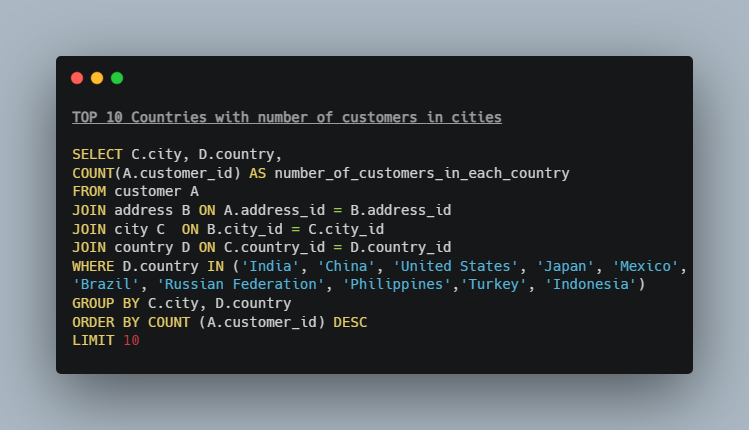 TOP 10 Countries with number of customers in cities
SELECT C.city, D.country,
COUNT(A.customer_id) AS number_of_customers_in_each_country
FROM customer A
JOIN address B ON A.address_id = B.address_id
JOIN city C  ON B.city_id = C.city_id
JOIN country D ON C.country_id = D.country_id
WHERE D.country IN ('India', 'China', 'United States', 'Japan', 'Mexico',
'Brazil', 'Russian Federation', 'Philippines','Turkey', 'Indonesia')
GROUP BY C.city, D.country
ORDER BY COUNT (A.customer_id) DESC
LIMIT 10